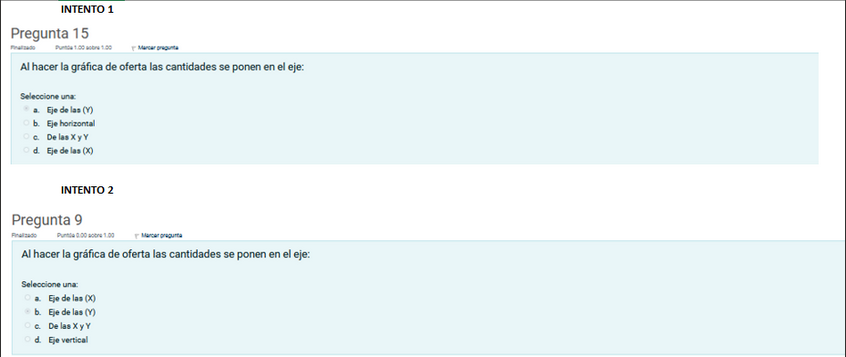 INTENTO 1
Pregunta 15
Finalizado Puntúa 1.00 sobre 1.00 Marcar pregunta
Al hacer la gráfica de oferta las cantidades se ponen en el eje:
Seleccione una:
a. Eje de las (Y)
b. Eje horizontal
c. De las X y Y
d. Eje de las (X)
INTENTO 2
Pregunta 9
Finalizado Puntúa 0.00 sobre 1.00 Marcar pregunta
Al hacer la gráfica de oferta las cantidades se ponen en el eje:
Seleccione una:
a. Eje de las (X)
b. Eje de las (Y)
c. De las X y Y
d. Eje vertical